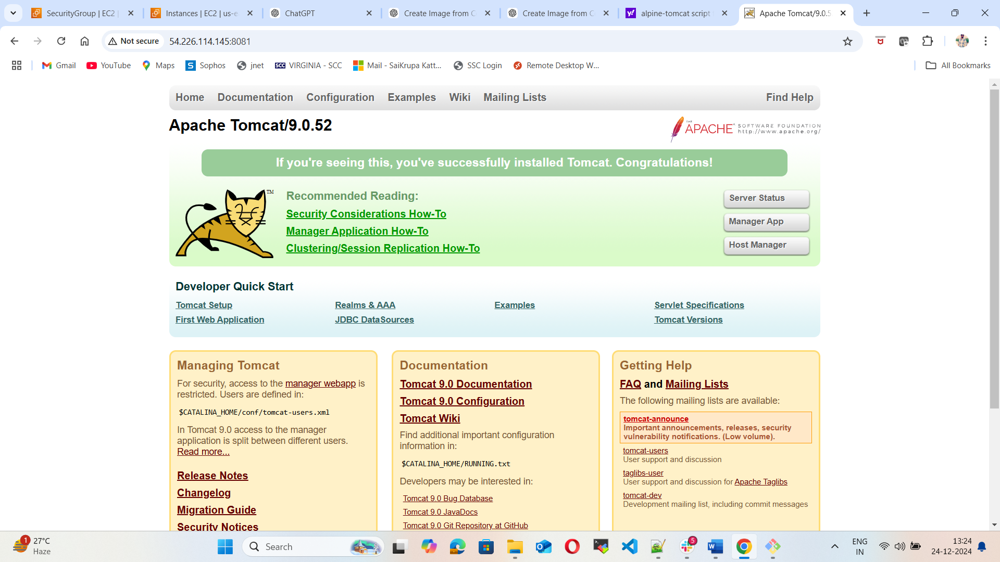 SecurityGroup | EC2 |
Instances | EC2 | us-e
ChatGPT
Create Image from C
Create Image from C
alpine-tomcat script
Apache Tomcat/9.0.5
Not secure
54.226.114.145:8081
Gmail
YouTube
Maps
Sophos
jnet
SCC VIRGINIA - SCC
Mail - SaiKrupa Katt...
SSC Login
Remote Desktop W...
All Bookmarks
Home Documentation Configuration Examples Wiki Mailing Lists Find Help
Apache Tomcat/9.0.52
THE APACHE SOFTWARE FOUNDATION
http://www.apache.org/
If you're seeing this, you've successfully installed Tomcat. Congratulations!
TM
Recommended Reading:
Security Considerations How-To
Manager Application How-To
Clustering/Session Replication How-To
Server Status
Manager App
Host Manager
Developer Quick Start
Tomcat Setup
First Web Application
Realms & AAA
JDBC DataSources
Examples
Servlet Specifications
Tomcat Versions
Managing Tomcat
For security, access to the manager webapp is
restricted. Users are defined in:
$CATALINA_HOME/conf/tomcat-users.xml
In Tomcat 9.0 access to the manager
application is split between different users.
Read more...
Release Notes
Changelog
Migration Guide
Security Notices
Documentation
Tomcat 9.0 Documentation
Tomcat 9.0 Configuration
Tomcat Wiki
Find additional important configuration
information in:
$CATALINA_HOME/RUNNING.txt
Developers may be interested in:
Tomcat 9.0 Bug Database
Tomcat 9.0 JavaDocs
Tomcat 9.0 Git Repository at GitHub
Getting Help
FAQ and Mailing Lists
The following mailing lists are available:
tomcat-announce
Important announcements, releases, security
vulnerability notifications. (Low volume).
tomcat-users
User support and discussion
taglibs-user
User support and discussion for Apache Taglibs
tomcat-dev
Development mailing list, including commit messages
1
27°C
Haze
Search
5
ENG
IN
13:24
24-12-2024